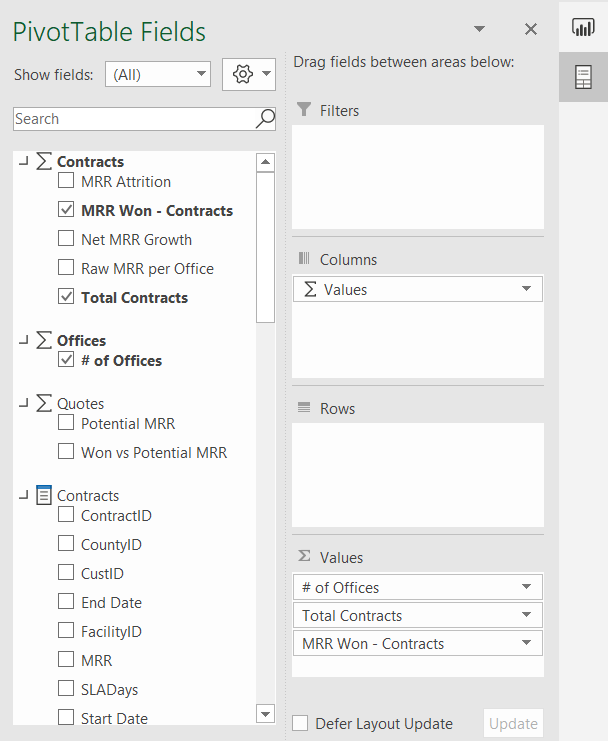 PivotTable Fields
Show fields: (All)
Search
Contracts
MRR Attrition
MRR Won - Contracts
Net MRR Growth
Raw MRR per Office
Total Contracts
Offices
# of Offices
Quotes
Potential MRR
Won vs Potential MRR
Contracts
ContractID
CountyID
CustID
End Date
FacilityID
MRR
SLADays
Start Date
Drag fields between areas below:
Filters
Columns
Σ Values
Rows
Σ Values
# of Offices
Total Contracts
MRR Won - Contracts
Defer Layout Update
Update